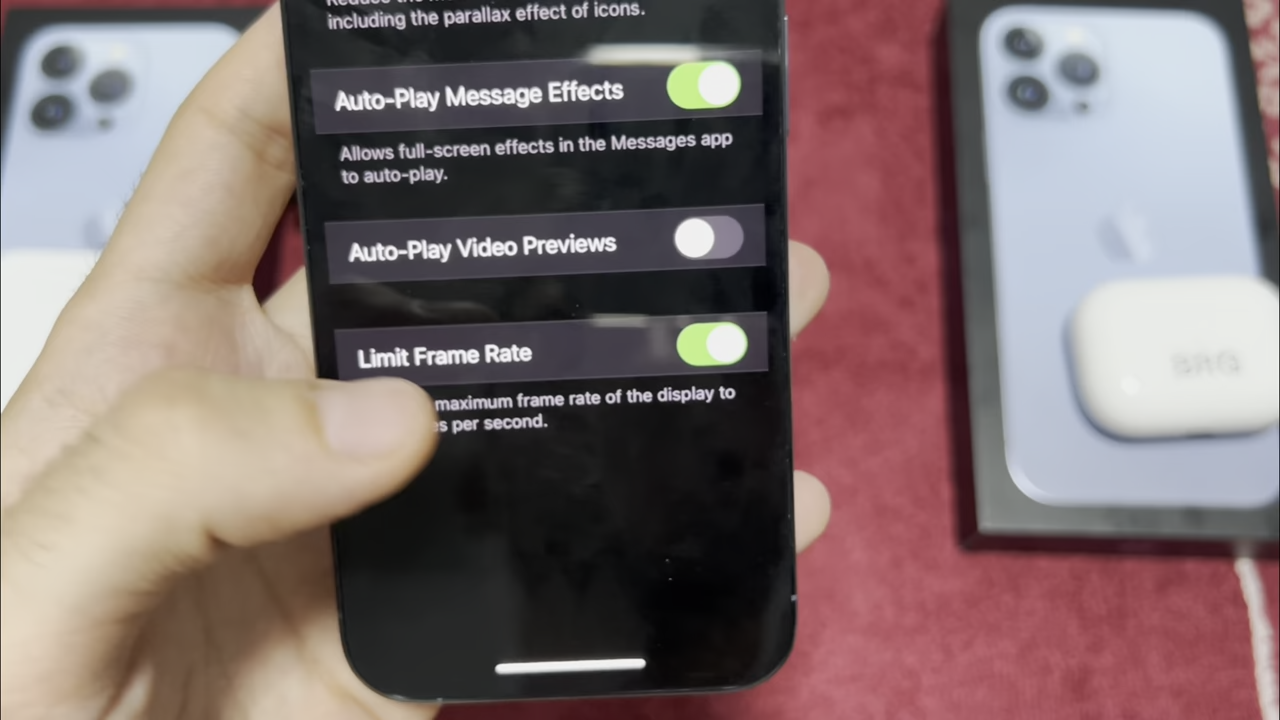 including the parallax effect of icons.
Auto-Play Message Effects
Allows full-screen effects in the Messages app
to auto-play.
Auto-Play Video Previews
Limit Frame Rate
maximum frame rate of the display to
per second.